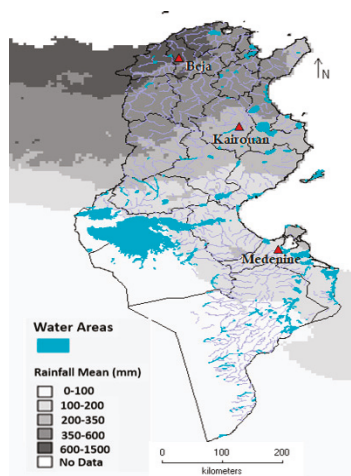 Beja
N
Kairouan
Medenine
Water Areas
Rainfall Mean (mm)
0-100
100-200
200-350
350-600
600-1500
No Data
0 100 200
kilometers